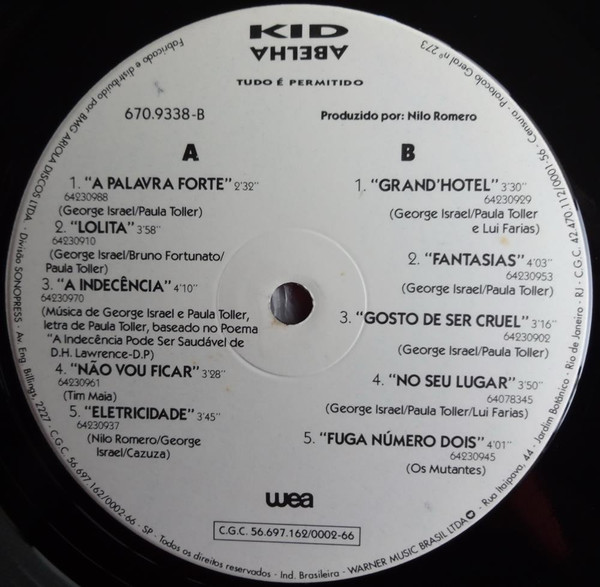 KID
ABELHA
TUDO É PERMITIDO
670.9338-B
Produzido por: Nilo Romero
A
1. "A PALAVRA FORTE" 2'32"
64230988
(George Israel/Paula Toller)
2. "LOLITA" 3'58"
64230910
(George Israel/Bruno Fortunato/
Paula Toller)
3. "A INDECÊNCIA" 4'10"
64230970
(Música de George Israel e Paula Toller,
letra de Paula Toller, baseado no Poema
"A Indecência Pode Ser Saudável de
D.H. Lawrence-D.P)
4. "NÃO VOU FICAR" 3'28"
64230961
(Tim Maia)
5. "ELETRICIDADE" 3'45"
64230937
(Nilo Romero/George
Israel/Cazuza)
B
1. "GRAND'HOTEL" 3'30"
64230929
(George Israel/Paula Toller
e Lui Farias)
2. "FANTASIAS" 4'03"
64230953
(George Israel/Paula Toller)
3. "GOSTO DE SER CRUEL" 3'16"
64230902
(George Israel/Paula Toller)
4. "NO SEU LUGAR" 3'50"
64078345
(George Israel/Paula Toller/Lui Farias)
5. "FUGA NÚMERO DOIS" 4'01"
64230945
(Os Mutantes)
wea
C.G.C. 56.697.162/0002-66
Fabricado e distribuído por BMG ARIOLA DISCOS LTDA. - Divisão SONOPRESS - Av. Eng. Billings, 2227 - C.G.C. 56.697.162/0002-66 - SP - Todos os direitos reservados - Ind. Brasileira - WARNER MUSIC BRASIL LTDA - Rua Itaipava, 44 - Jardim Botânico - Rio de Janeiro - RJ - C.G.C. 42.470.112/0001-56 - Censura - Protocolo Geral nº 273